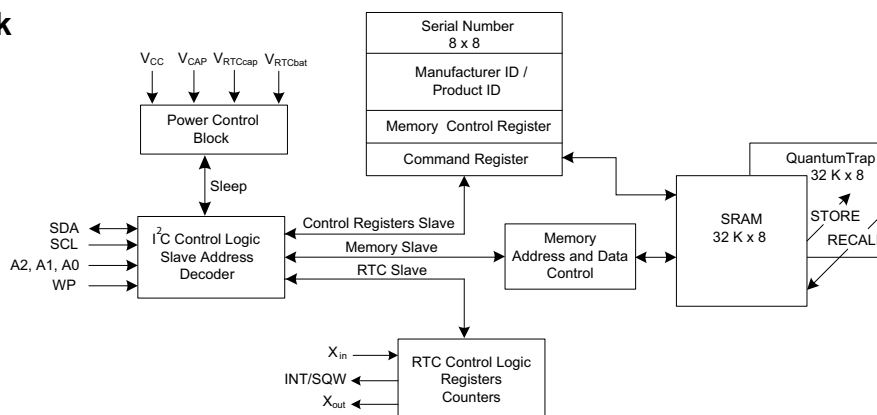 k
Serial Number
8 x 8
Manufacturer ID /
Product ID
Memory Control Register
Command Register
VCC VCAP VRTCcap VRTCbat
Power Control
Block
Sleep
QuantumTrap
32 K x 8
SRAM
32 K x 8
STORE
RECALL
SDA
SCL
A2, A1, A0
WP
I2C Control Logic
Slave Address
Decoder
Control Registers Slave
Memory Slave
RTC Slave
Memory
Address and Data
Control
Xin
INT/SQW
Xout
RTC Control Logic
Registers
Counters